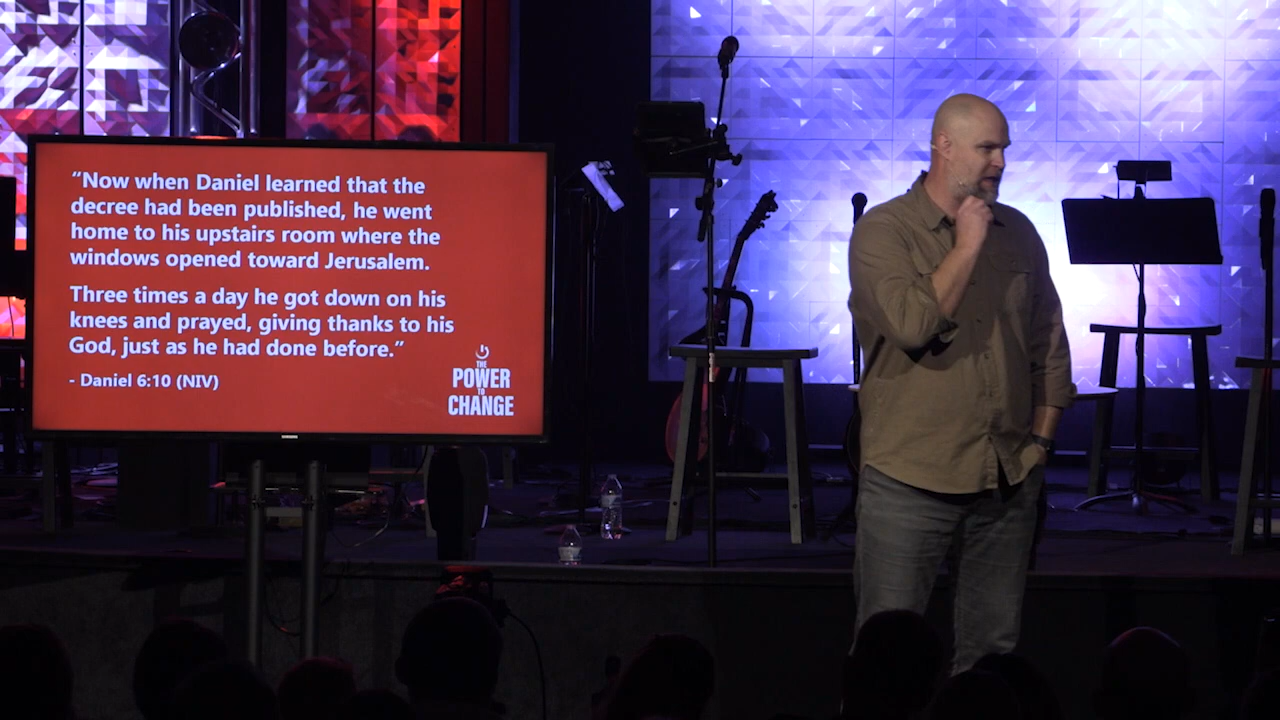 “Now when Daniel learned that the
decree had been published, he went
home to his upstairs room where the
windows opened toward Jerusalem.
Three times a day he got down on his
knees and prayed, giving thanks to his
God, just as he had done before.”
- Daniel 6:10 (NIV)
THE
POWER
TO
CHANGE
SAMSUNG